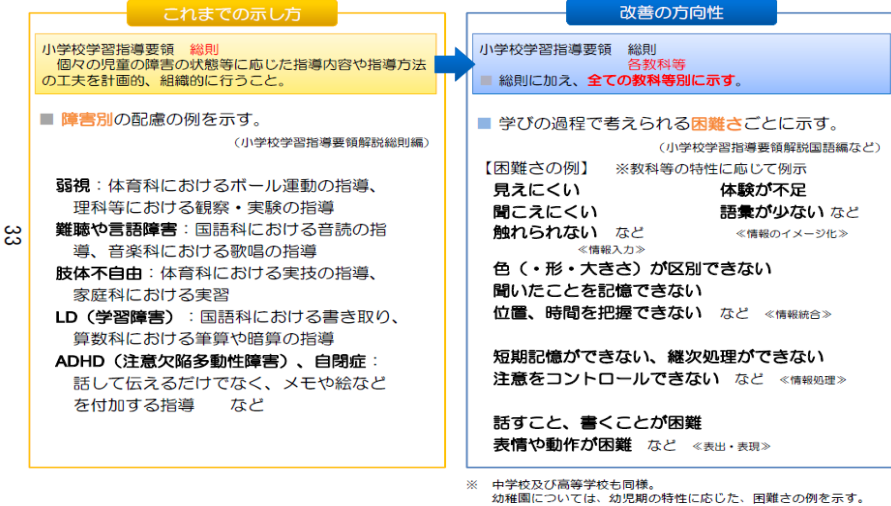 これまでの示し方
小学校学習指導要領　総則
個々の児童の障害の状態等に応じた指導内容や指導方法
の工夫を計画的、組織的に行うこと。
■ 障害別の配慮の例を示す。
（小学校学習指導要領解説総則編）
弱視：体育科におけるボール運動の指導、
理科等における観察・実験の指導
難聴や言語障害：国語科における音読の指
導、音楽科における歌唱の指導
肢体不自由：体育科における実技の指導、
家庭科における実習
LD（学習障害）：国語科における書き取り、
算数科における筆算や暗算の指導
ADHD（注意欠陥多動性障害）、自閉症：
話して伝えるだけでなく、メモや絵など
を付加する指導　　など
33
改善の方向性
小学校学習指導要領　総則
各教科等
■ 総則に加え、全ての教科等別に示す。
■ 学びの過程で考えられる困難さごとに示す。
（小学校学習指導要領解説国語編など）
【困難さの例】　※教科等の特性に応じて例示
見えにくい　体験が不足
聞こえにくい　語彙が少ない など
触れられない　など　≪情報のイメージ化≫
≪情報入力≫
色（・形・大きさ）が区別できない
聞いたことを記憶できない
位置、時間を把握できない　など　≪情報統合≫
短期記憶ができない、継次処理ができない
注意をコントロールできない　など　≪情報処理≫
話すこと、書くことが困難
表情や動作が困難　など　≪表出・表現≫
※　中学校及び高等学校も同様。
幼稚園については、幼児期の特性に応じた、困難さの例を示す。